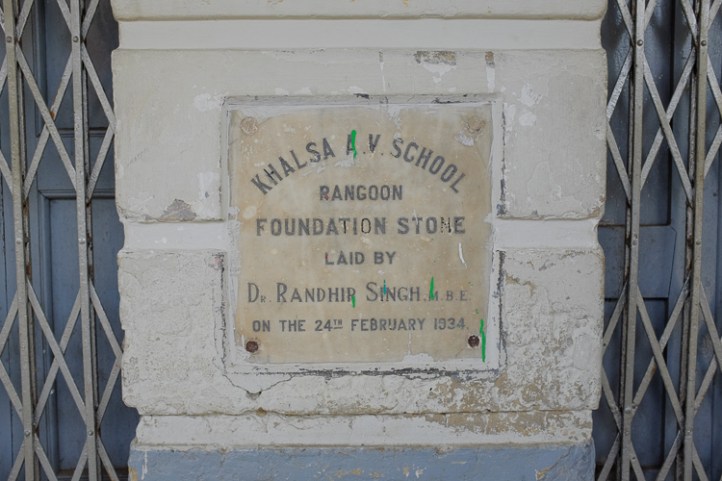 KHALSA A.V. SCHOOL
RANGOON
FOUNDATION STONE
LAID BY
DR. RANDHIR SINGH. M.B.E.
ON THE 24TH FEBRUARY 1934.